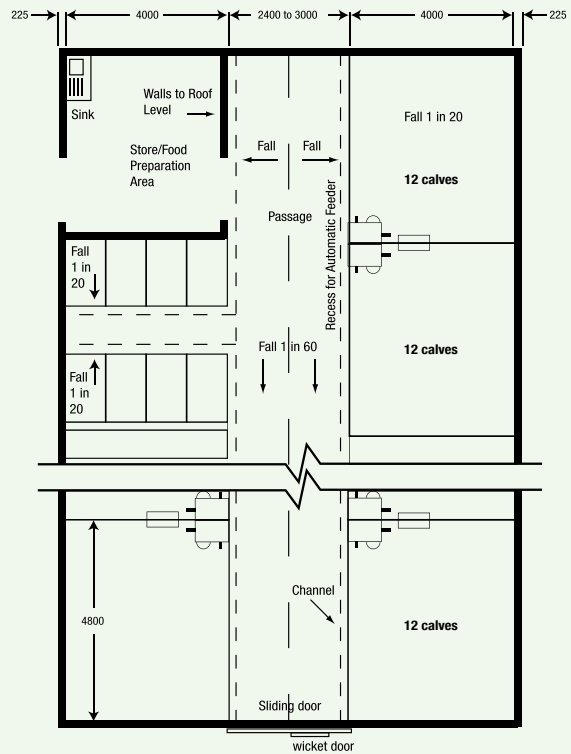 225
4000
2400 to 3000
4000
225
Sink
Walls to Roof
Level
Store/Food
Preparation
Area
Fall
Fall
Fall 1 in 20
12 calves
Passage
Recess for Automatic Feeder
Fall
1 in
20
Fall 1 in 60
12 calves
Fall
1 in
20
4800
Channel
12 calves
Sliding door
wicket door